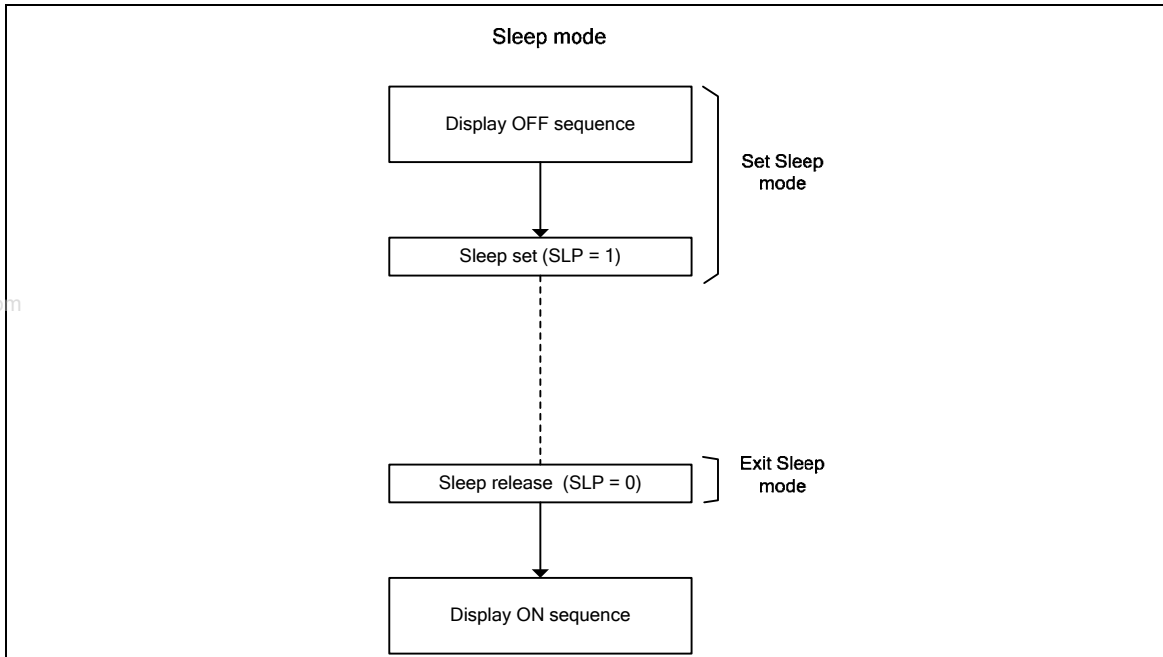 Sleep mode
Display OFF sequence
Set Sleep
mode
Sleep set (SLP = 1)
om
Sleep release (SLP = 0)
Exit Sleep
mode
Display ON sequence